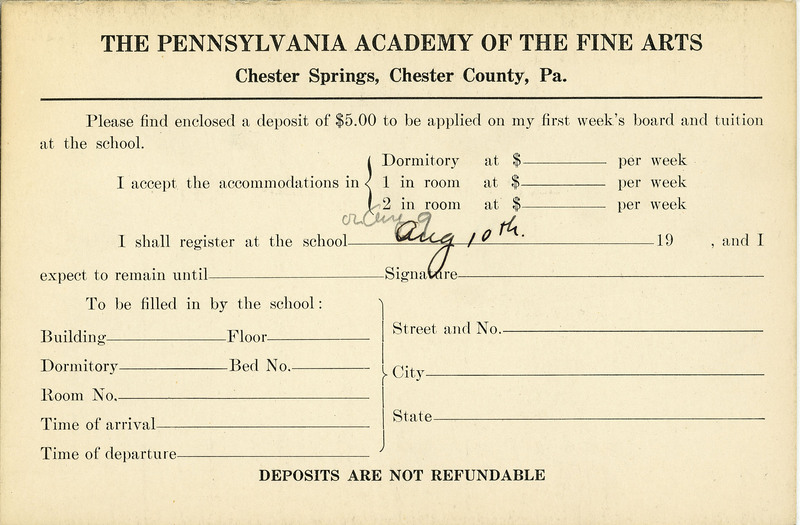 THE PENNSYLVANIA ACADEMY OF THE FINE ARTS
Chester Springs, Chester County, Pa.
Please find enclosed a deposit of $5.00 to be applied on my first week's board and tuition
at the school.
I accept the accommodations in
Dormitory at $ per week
1 in room at $ per week
2 in room at $ per week
I shall register at the school Aug 10th. 19 , and I
expect to remain until Signature
To be filled in by the school:
Building Floor
Dormitory Bed No.
Room No.
Time of arrival
Time of departure
Street and No.
City
State
DEPOSITS ARE NOT REFUNDABLE